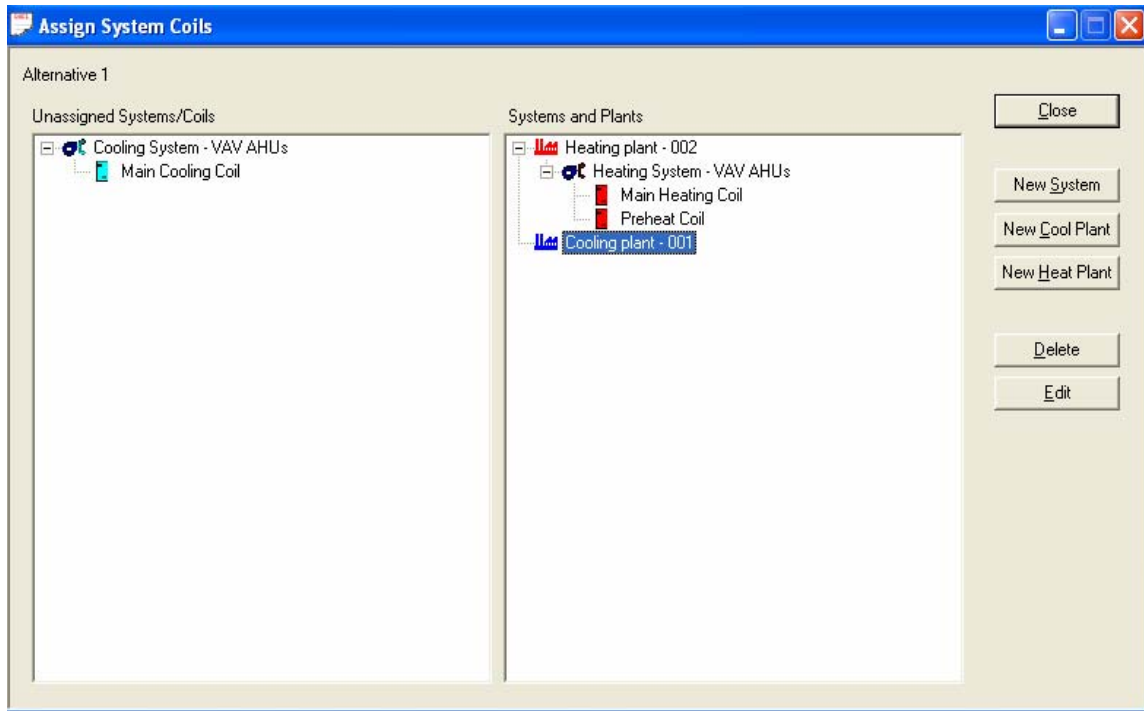 Assign System Coils
Alternative 1
Unassigned Systems/Coils
Cooling System - VAV AHUs
Main Cooling Coil
Systems and Plants
Heating plant - 002
Heating System - VAV AHUs
Main Heating Coil
Preheat Coil
Cooling plant - 001
Close
New System
New Cool Plant
New Heat Plant
Delete
Edit